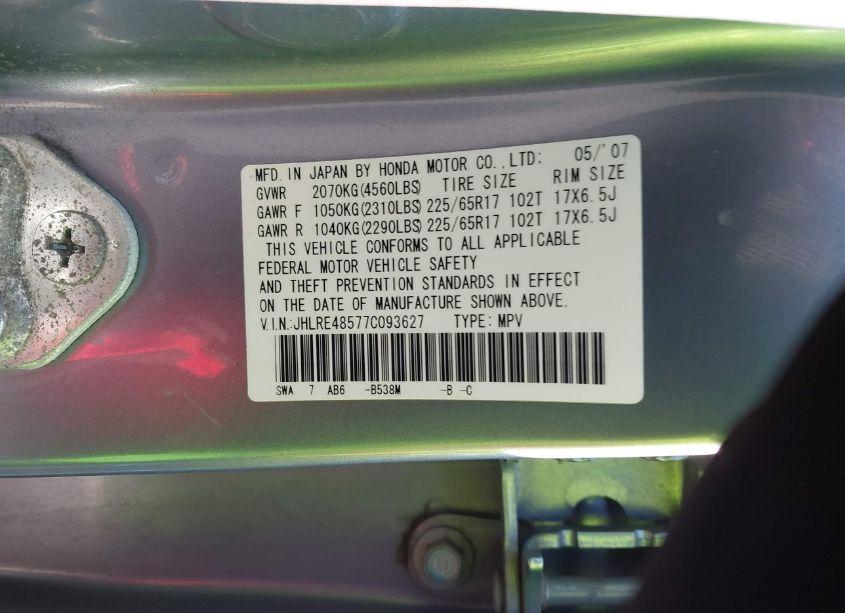 MFD. IN JAPAN BY HONDA MOTOR CO.,LTD: 05/'07
GVWR 2070KG(4560LBS) TIRE SIZE RIM SIZE
GAWR F 1050KG(2310LBS) 225/65R17 102T 17X6.5J
GAWR R 1040KG(2290LBS) 225/65R17 102T 17X6.5J
THIS VEHICLE CONFORMS TO ALL APPLICABLE
FEDERAL MOTOR VEHICLE SAFETY
AND THEFT PREVENTION STANDARDS IN EFFECT
ON THE DATE OF MANUFACTURE SHOWN ABOVE.
V.I.N.:JHLRE48577C093627 TYPE: MPV
SWA 7 AB6 -B538M -B -C